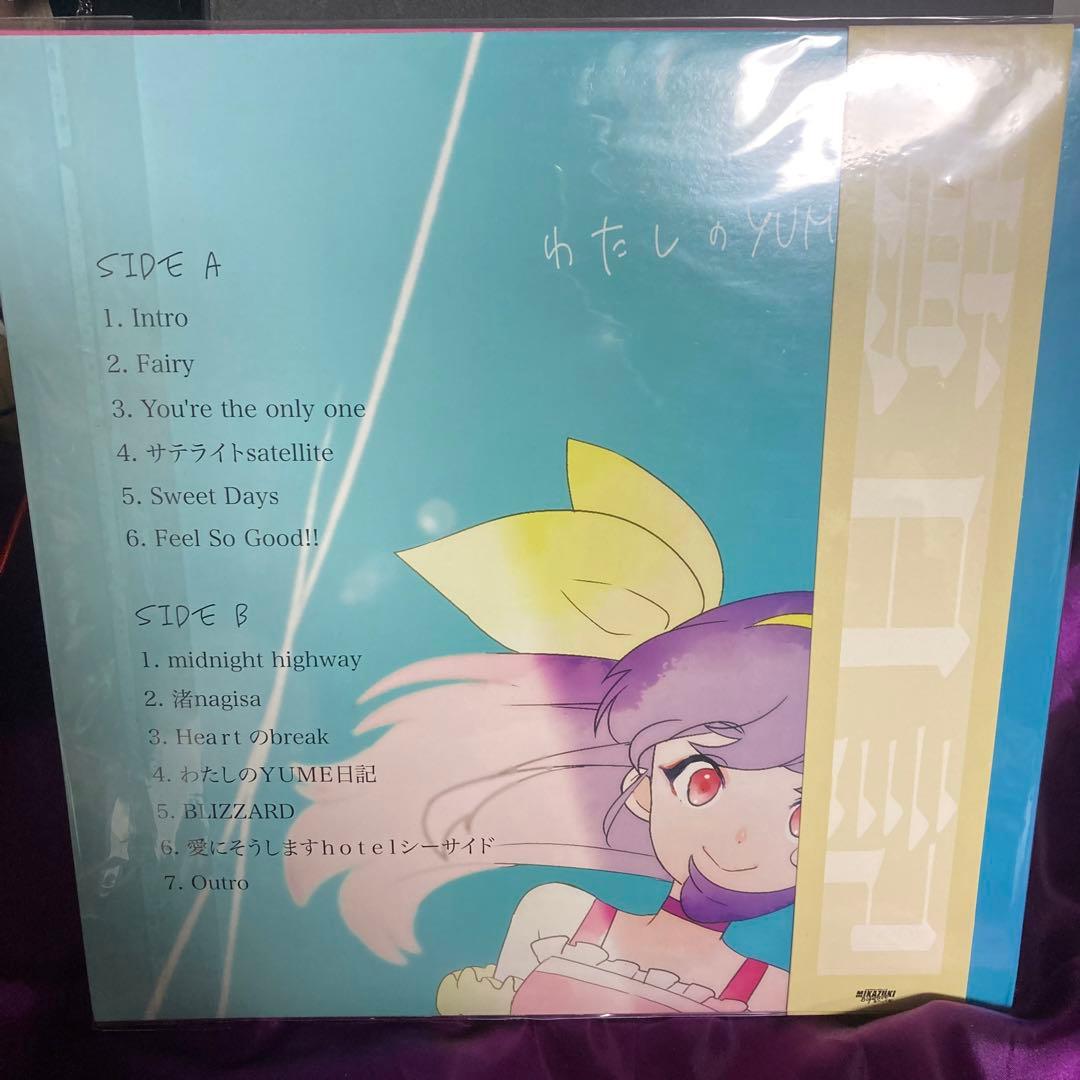 わたしのYUM
SIDE A
1. Intro
2. Fairy
3. You're the only one
4. サテライトsatellite
5. Sweet Days
6. Feel So Good!!
SIDE B
1. midnight highway
2. 渚nagisa
3. Heartのbreak
4. わたしのYUME日記
5. BLIZZARD
6. 愛にそうしますhotelシーサイド
7. Outro
夢日記
MIKAZUKI